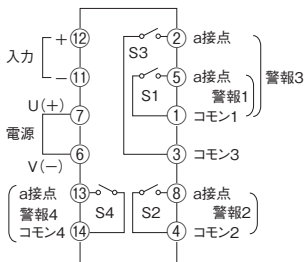 入力
+ ⑫
− ⑪
電源
U(+) ⑦
V(−) ⑥
a接点 ⑬
警報4
コモン4 ⑭
S4
S3
② a接点
警報3
S1
⑤ a接点
警報1
① コモン1
③ コモン3
S2
⑧ a接点
警報2
④ コモン2